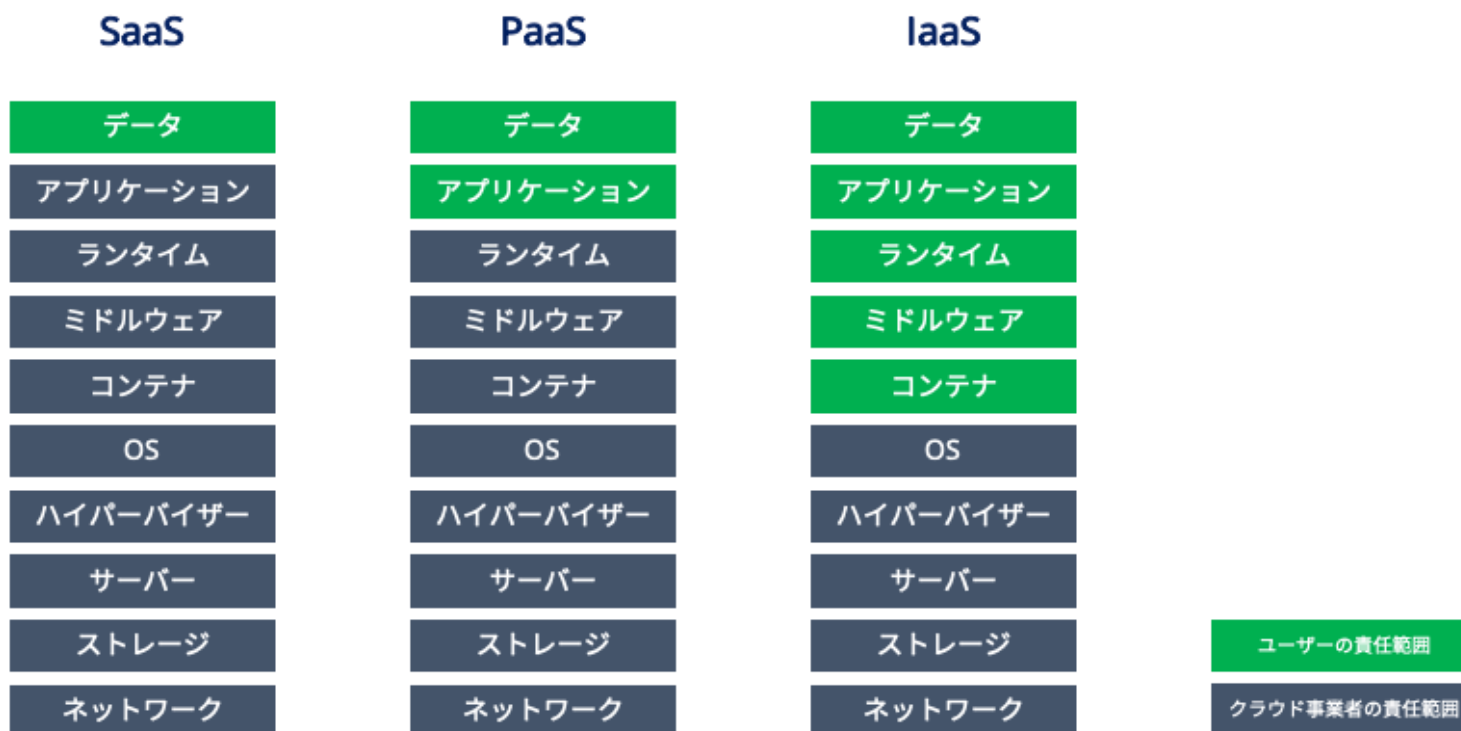 SaaS
PaaS
IaaS
データ
データ
データ
アプリケーション
アプリケーション
アプリケーション
ランタイム
ランタイム
ランタイム
ミドルウェア
ミドルウェア
ミドルウェア
コンテナ
コンテナ
コンテナ
OS
OS
OS
ハイパーバイザー
ハイパーバイザー
ハイパーバイザー
サーバー
サーバー
サーバー
ストレージ
ストレージ
ストレージ
ユーザーの責任範囲
ネットワーク
ネットワーク
ネットワーク
クラウド事業者の責任範囲